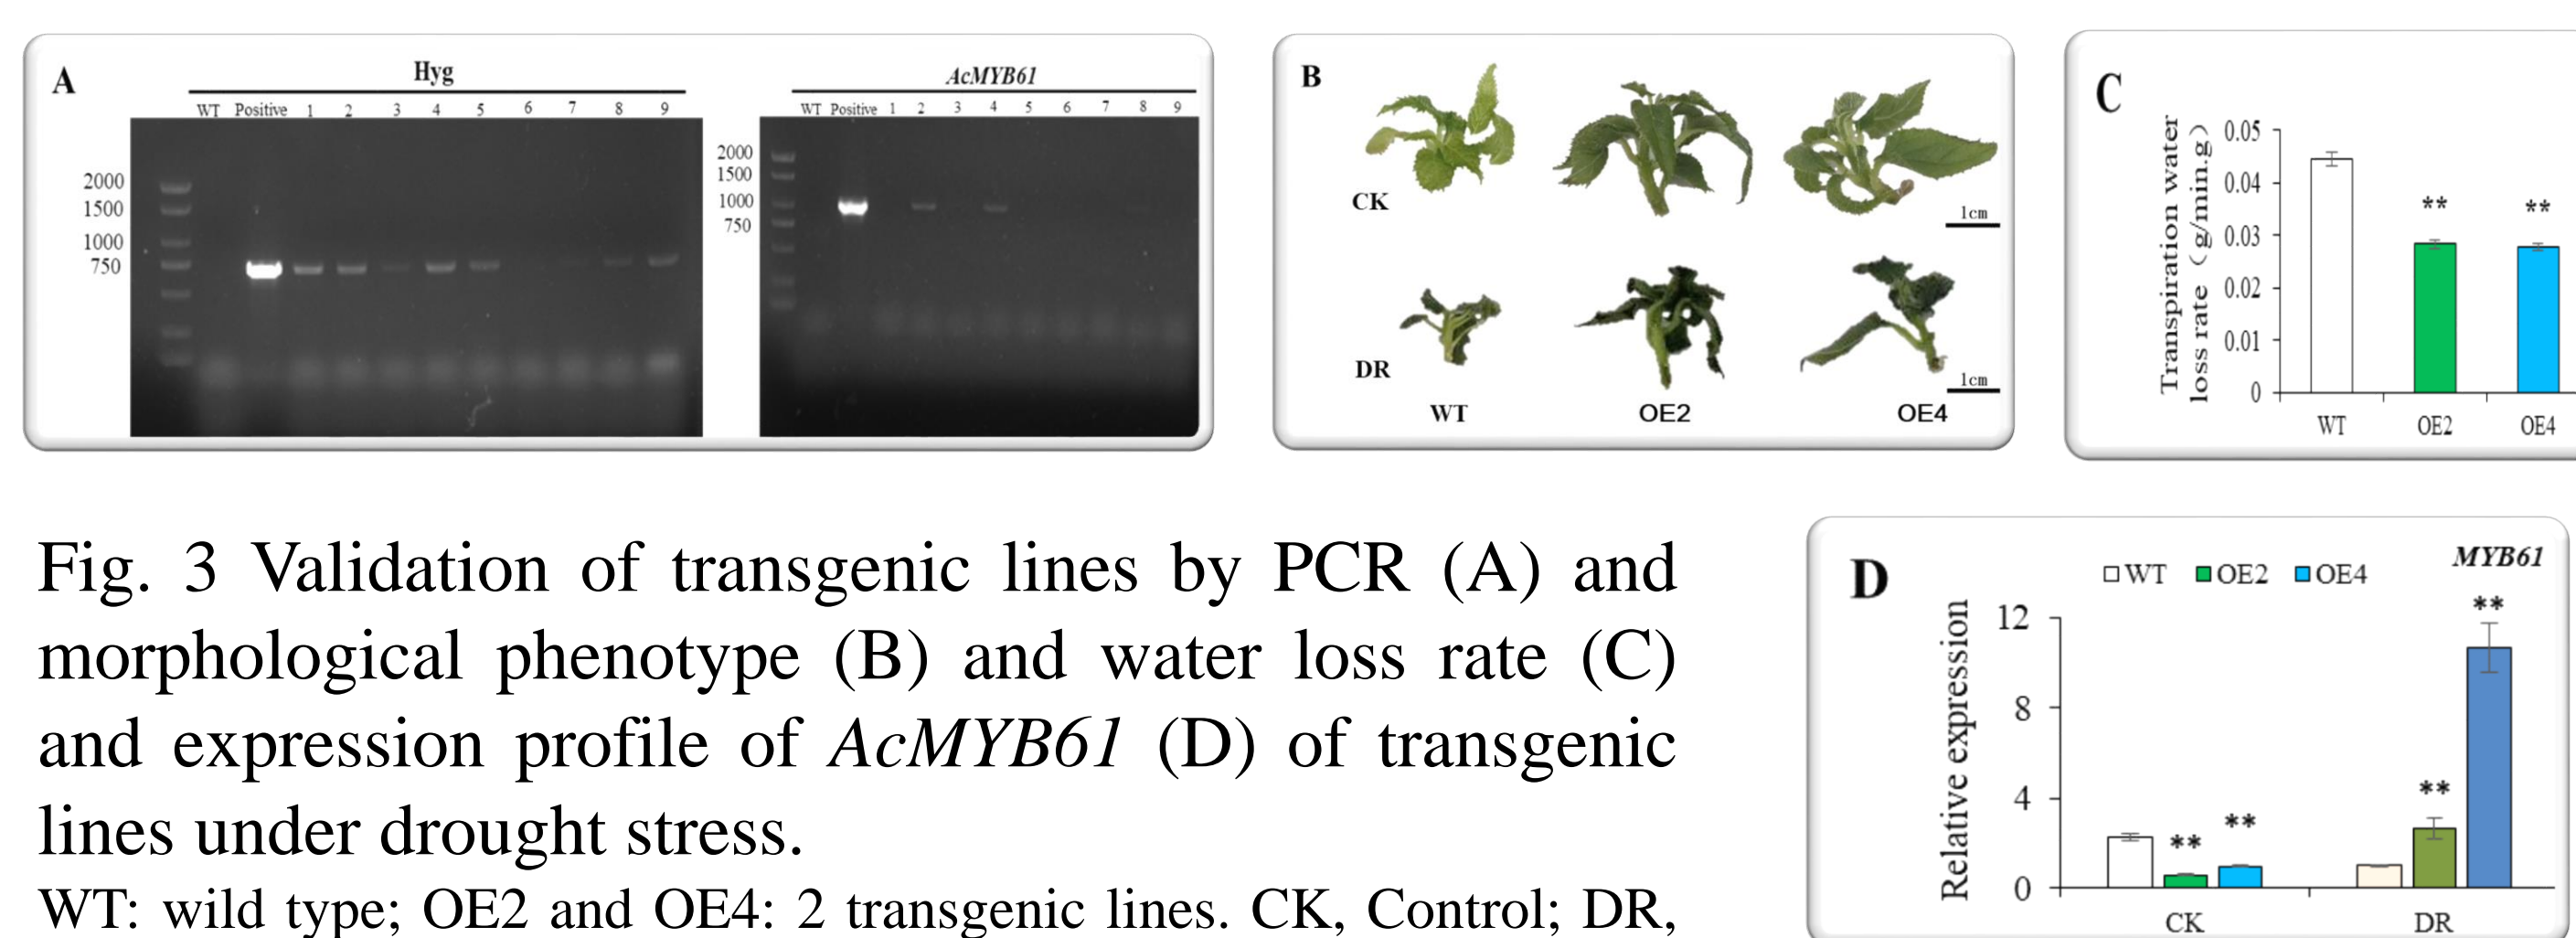 A
Hyg
WT Positive 1 2 3 4 5 6 7 8 9
2000
1500
1000
750
AcMYB61
WT Positive 1 2 3 4 5 6 7 8 9
2000
1500
1000
750
B
CK
1cm
DR
1cm
WT OE2 OE4
C
Transpiration water
loss rate (g/min.g)
0.05
0.04
0.03
0.02
0.01
0
** **
WT OE2 OE4
Fig. 3 Validation of transgenic lines by PCR (A) and
morphological phenotype (B) and water loss rate (C)
and expression profile of AcMYB61 (D) of transgenic
lines under drought stress.
WT: wild type; OE2 and OE4: 2 transgenic lines. CK, Control; DR,
D
MYB61
WT OE2 OE4
Relative expression
12
8
4
0
** ** ** **
CK DR